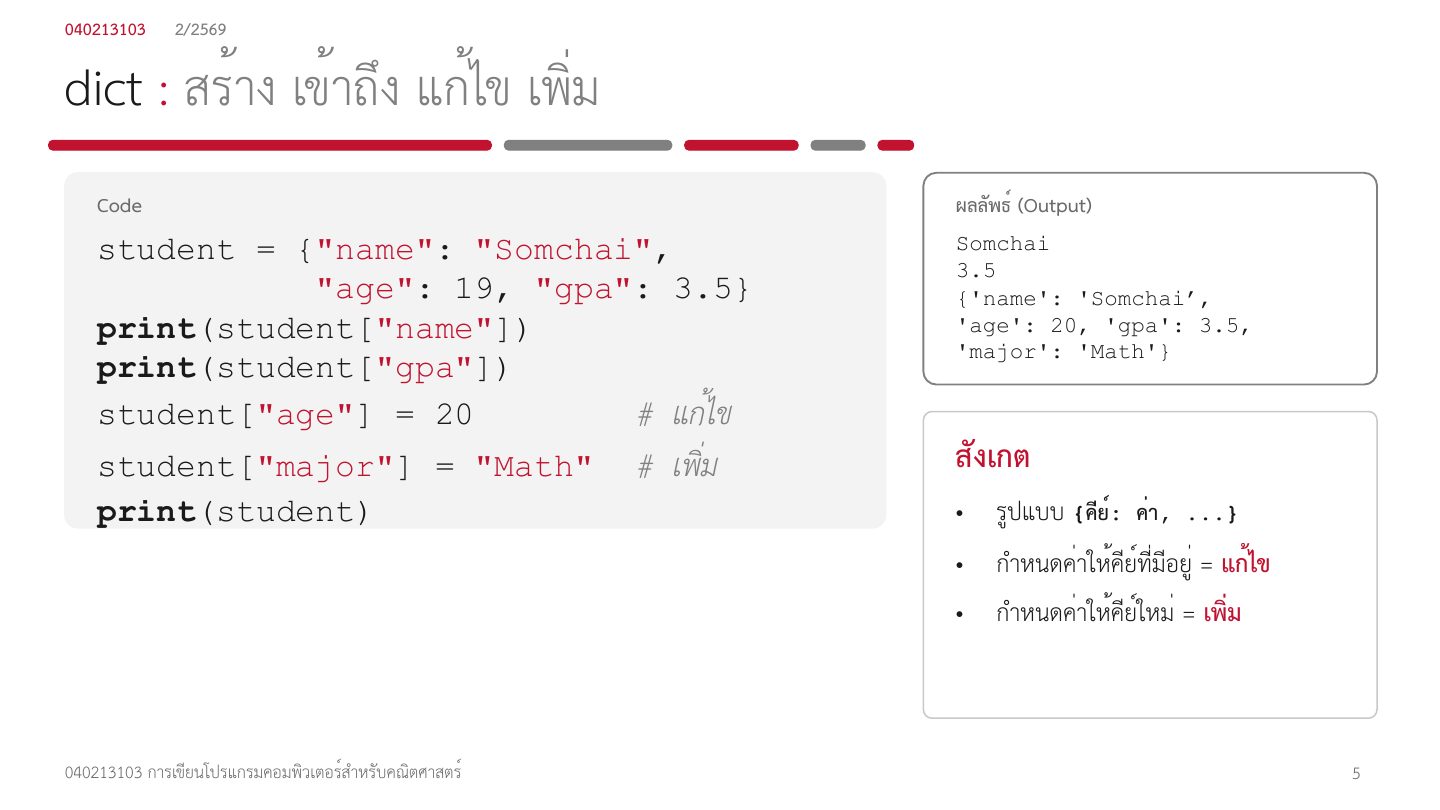 040213103 2/2569
dict : สร้าง เข้าถึง แก้ไข เพิ่ม
Code
student = {"name": "Somchai",
"age": 19, "gpa": 3.5}
print(student["name"])
print(student["gpa"])
student["age"] = 20 # แก้ไข
student["major"] = "Math" # เพิ่ม
print(student)
ผลลัพธ์ (Output)
Somchai
3.5
{'name': 'Somchai’,
'age': 20, 'gpa': 3.5,
'major': 'Math'}
สังเกต
• รูปแบบ {คีย์: ค่า, ...}
• กำหนดค่าให้คีย์ที่มีอยู่ = แก้ไข
• กำหนดค่าให้คีย์ใหม่ = เพิ่ม
040213103 การเขียนโปรแกรมคอมพิวเตอร์สำหรับคณิตศาสตร์
5